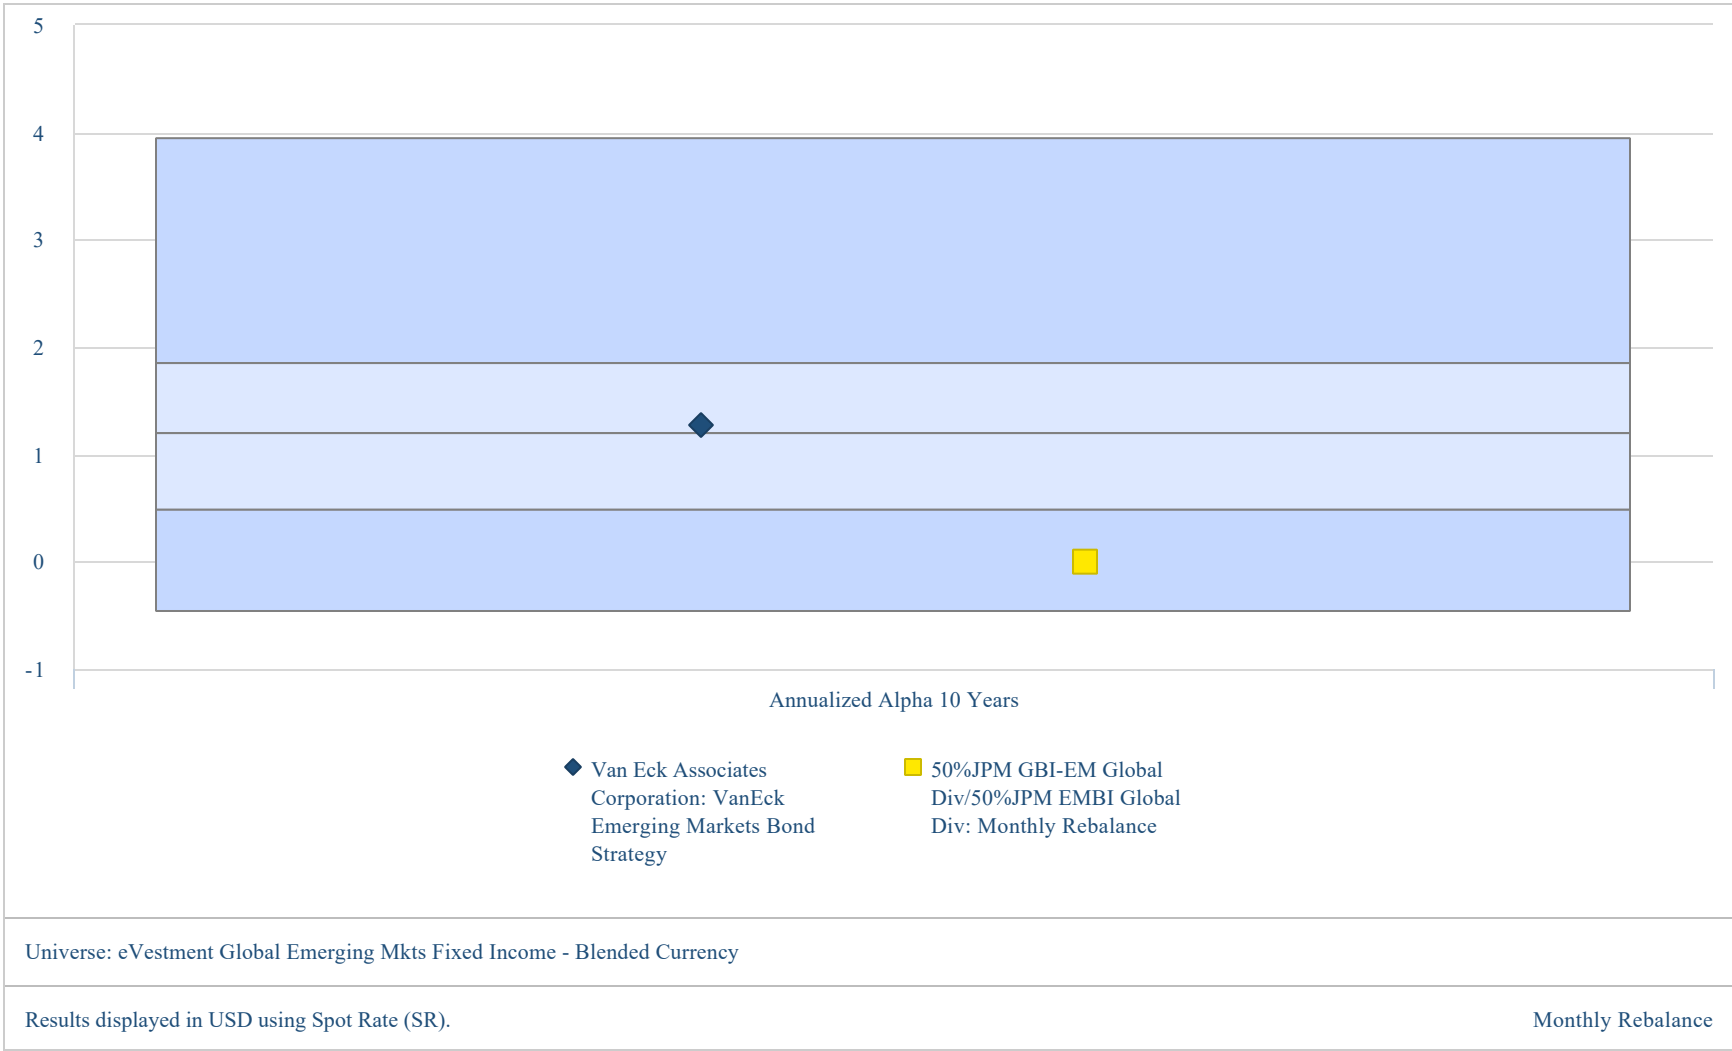 5
4
3
2
1
0
-1
Annualized Alpha 10 Years
Van Eck Associates
Corporation: VanEck
Emerging Markets Bond
Strategy
50%JPM GBI-EM Global
Div/50%JPM EMBI Global
Div: Monthly Rebalance
Universe: eVestment Global Emerging Mkts Fixed Income - Blended Currency
Results displayed in USD using Spot Rate (SR).
Monthly Rebalance